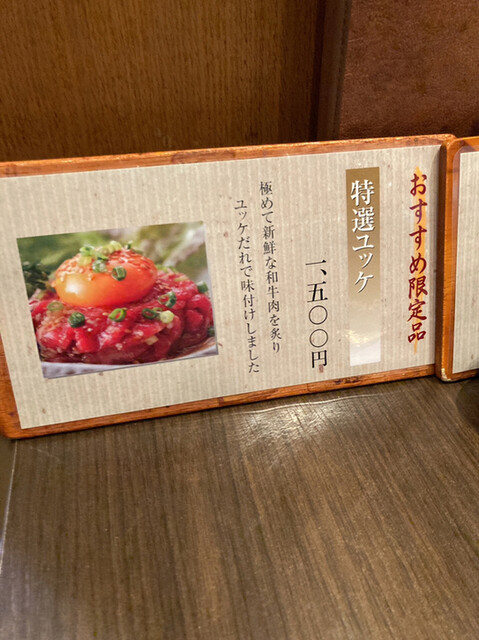 おすすめ限定品
特選ユッケ
一、五〇〇円
極めて新鮮な和牛肉を炙り
ユッケだれで味付けしました